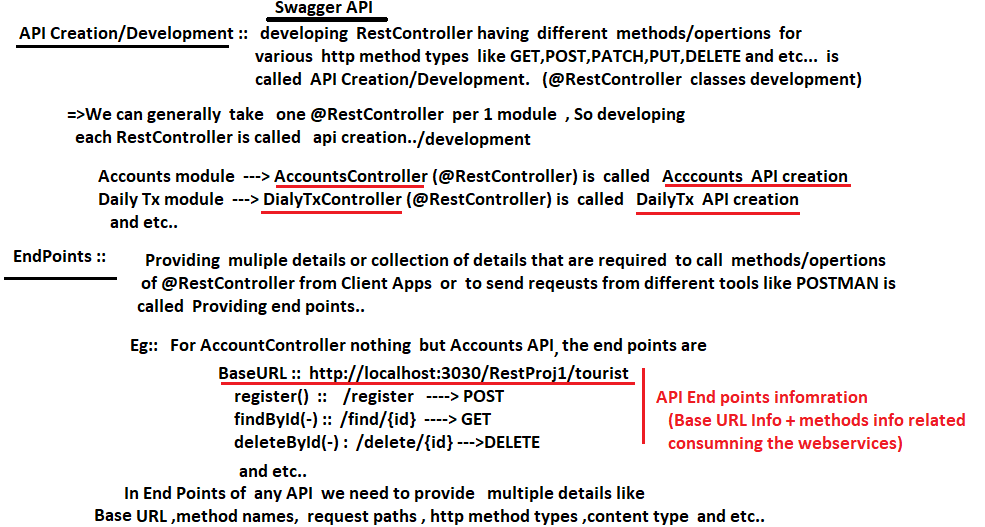 Swagger API
API Creation/Development :: developing RestController having different methods/opertions for
various http method types like GET,POST,PATCH,PUT,DELETE and etc... is
called API Creation/Development. (@RestController classes development)
=>We can generally take one @RestController per 1 module , So developing
each RestController is called api creation../development
Accounts module ---> AccountsController (@RestController) is called Acccounts API creation
Daily Tx module ---> DialyTxController (@RestController) is called DailyTx API creation
and etc..
EndPoints :: Providing muliple details or collection of details that are required to call methods/opertions
of @RestController from Client Apps or to send reqeusts from different tools like POSTMAN is
called Providing end points..
Eg:: For AccountController nothing but Accounts API, the end points are
BaseURL :: http://localhost:3030/RestProj1/tourist
register() :: /register ----> POST
findById(-) :: /find/{id} ----> GET
deleteById(-) : /delete/{id} --->DELETE
and etc..
API End points infomration
(Base URL Info + methods info related
consumning the webservices)
In End Points of any API we need to provide multiple details like
Base URL ,method names, request paths , http method types ,content type and etc..